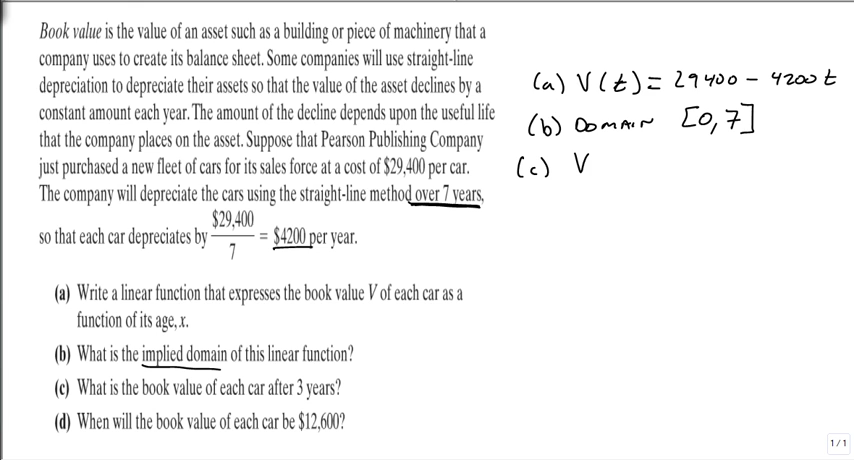 Book value is the value of an asset such as a building or piece of machinery that a
company uses to create its balance sheet. Some companies will use straight-line
depreciation to depreciate their assets so that the value of the asset declines by a
constant amount each year. The amount of the decline depends upon the useful life
that the company places on the asset. Suppose that Pearson Publishing Company
just purchased a new fleet of cars for its sales force at a cost of $29,400 per car.
The company will depreciate the cars using the straight-line method over 7 years,
so that each car depreciates by $29,400/7 = $4200 per year.
(a) Write a linear function that expresses the book value V of each car as a
function of its age, x.
(b) What is the implied domain of this linear function?
(c) What is the book value of each car after 3 years?
(d) When will the book value of each car be $12,600?
(a) V(t) = 29400 - 4200t
(b) DOMAIN [0,7]
(c) V
1/1